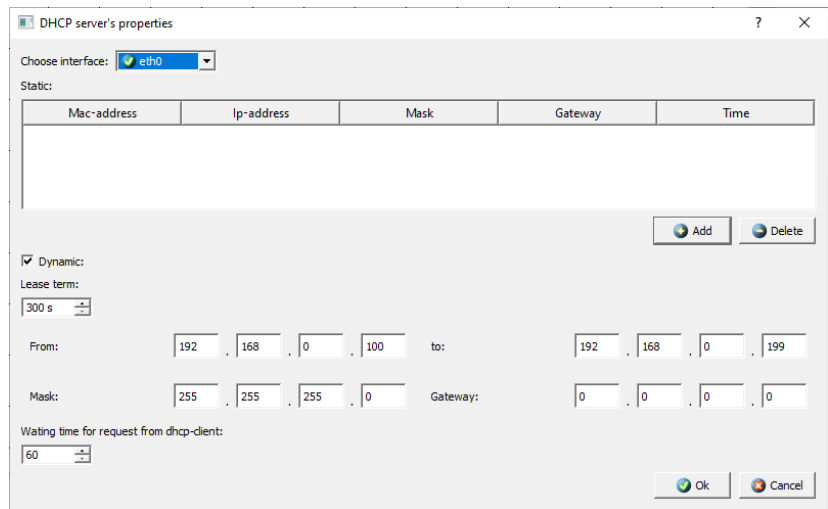 DHCP server's properties ? ×
Choose interface: eth0
Static:
Mac-address Ip-address Mask Gateway Time
Add Delete
Dynamic:
Lease term:
300 s
From: 192 . 168 . 0 . 100 to: 192 . 168 . 0 . 199
Mask: 255 . 255 . 255 . 0 Gateway: 0 . 0 . 0 . 0
Wating time for request from dhcp-client:
60
Ok Cancel